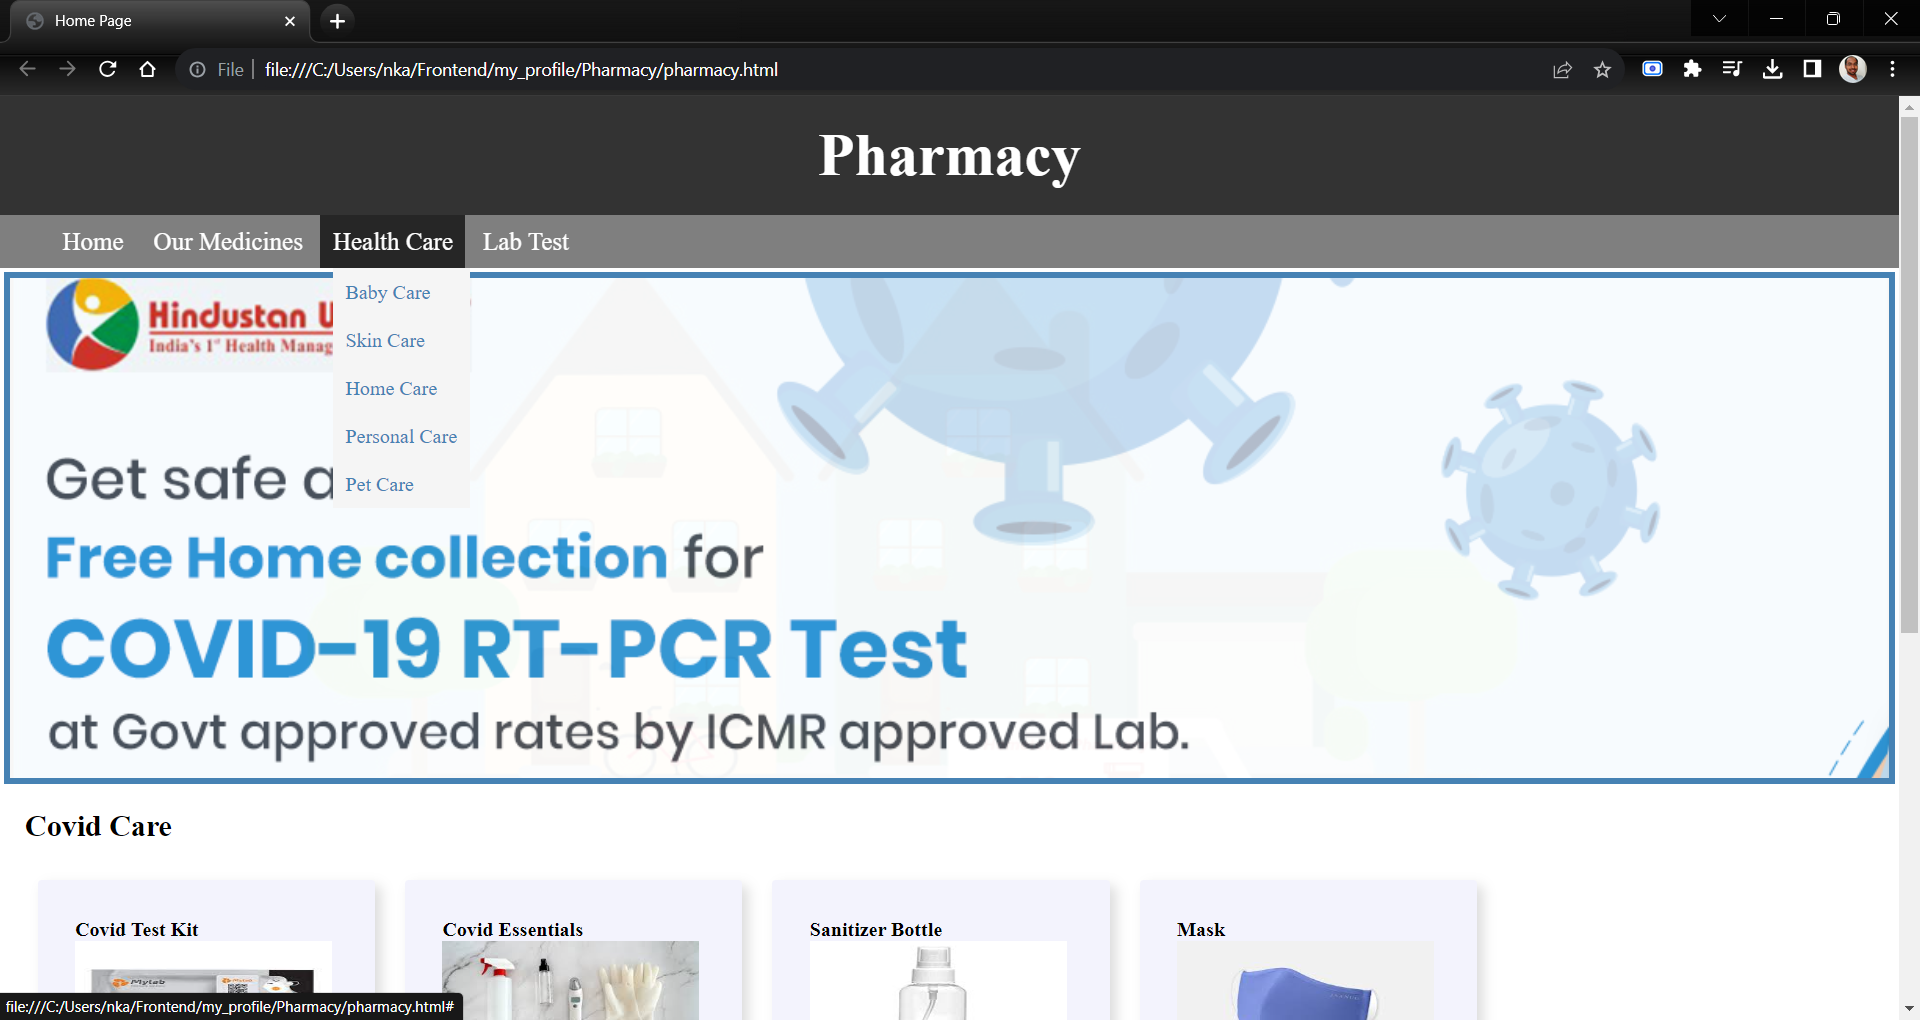 Home Page
File
file:///C:/Users/nka/Frontend/my_profile/Pharmacy/pharmacy.html
Pharmacy
Home
Our Medicines
Health Care
Lab Test
Baby Care
Skin Care
Home Care
Personal Care
Pet Care
Hindustan
India's 1st Health
Get safe
Free Home collection for
COVID-19 RT-PCR Test
at Govt approved rates by ICMR approved Lab.
Covid Care
Covid Test Kit
Covid Essentials
Sanitizer Bottle
Mask
Mylab
Mylab
file:///C:/Users/nka/Frontend/my_profile/Pharmacy/pharmacy.html#